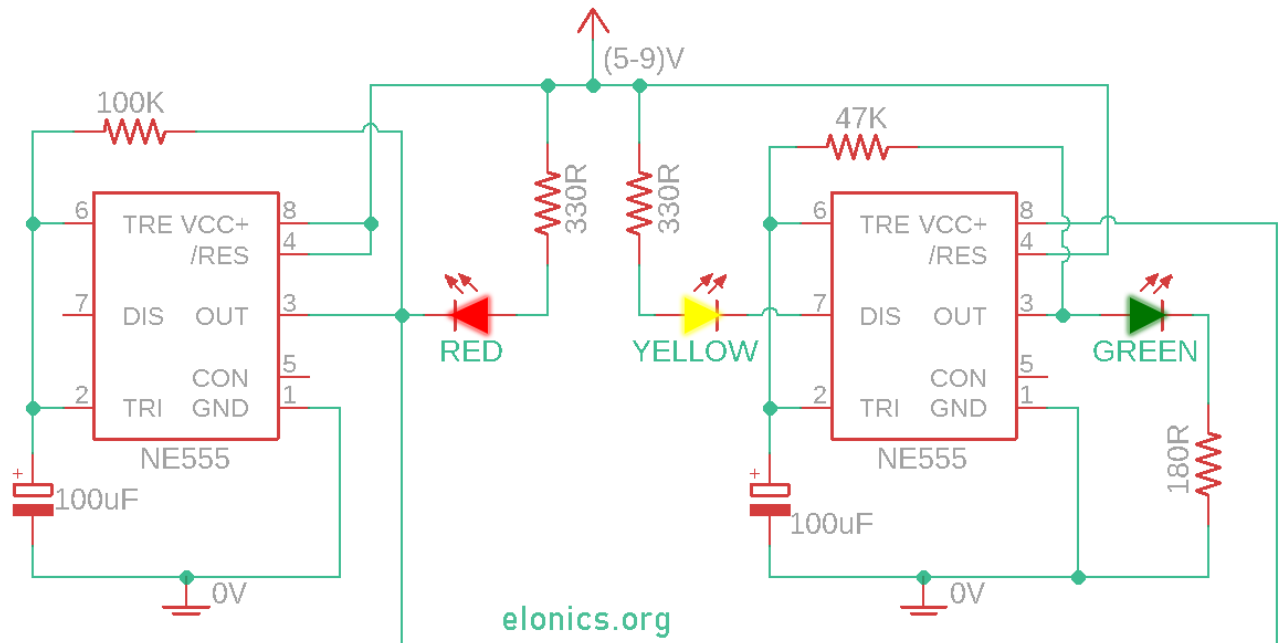 (5-9)V
100K
47K
330R
330R
6
TRE
VCC+
8
/RES
4
7
DIS
OUT
3
CON
5
2
TRI
GND
1
NE555
+
100uF
0V
RED
YELLOW
6
TRE
VCC+
8
/RES
4
7
DIS
OUT
3
CON
5
2
TRI
GND
1
NE555
GREEN
180R
+
100uF
0V
elonics.org